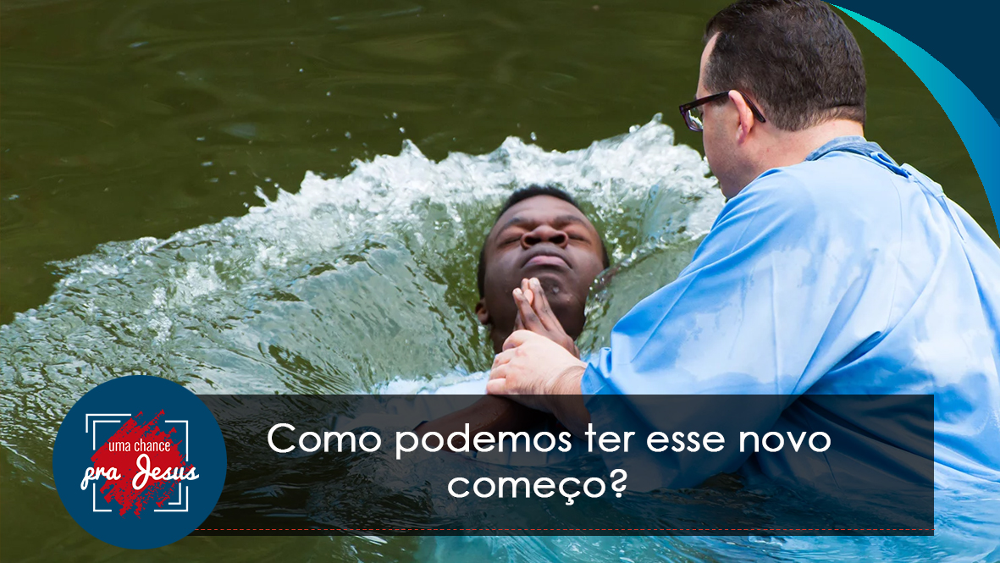 Como podemos ter esse novo
começo?
uma chance
pra Jesus